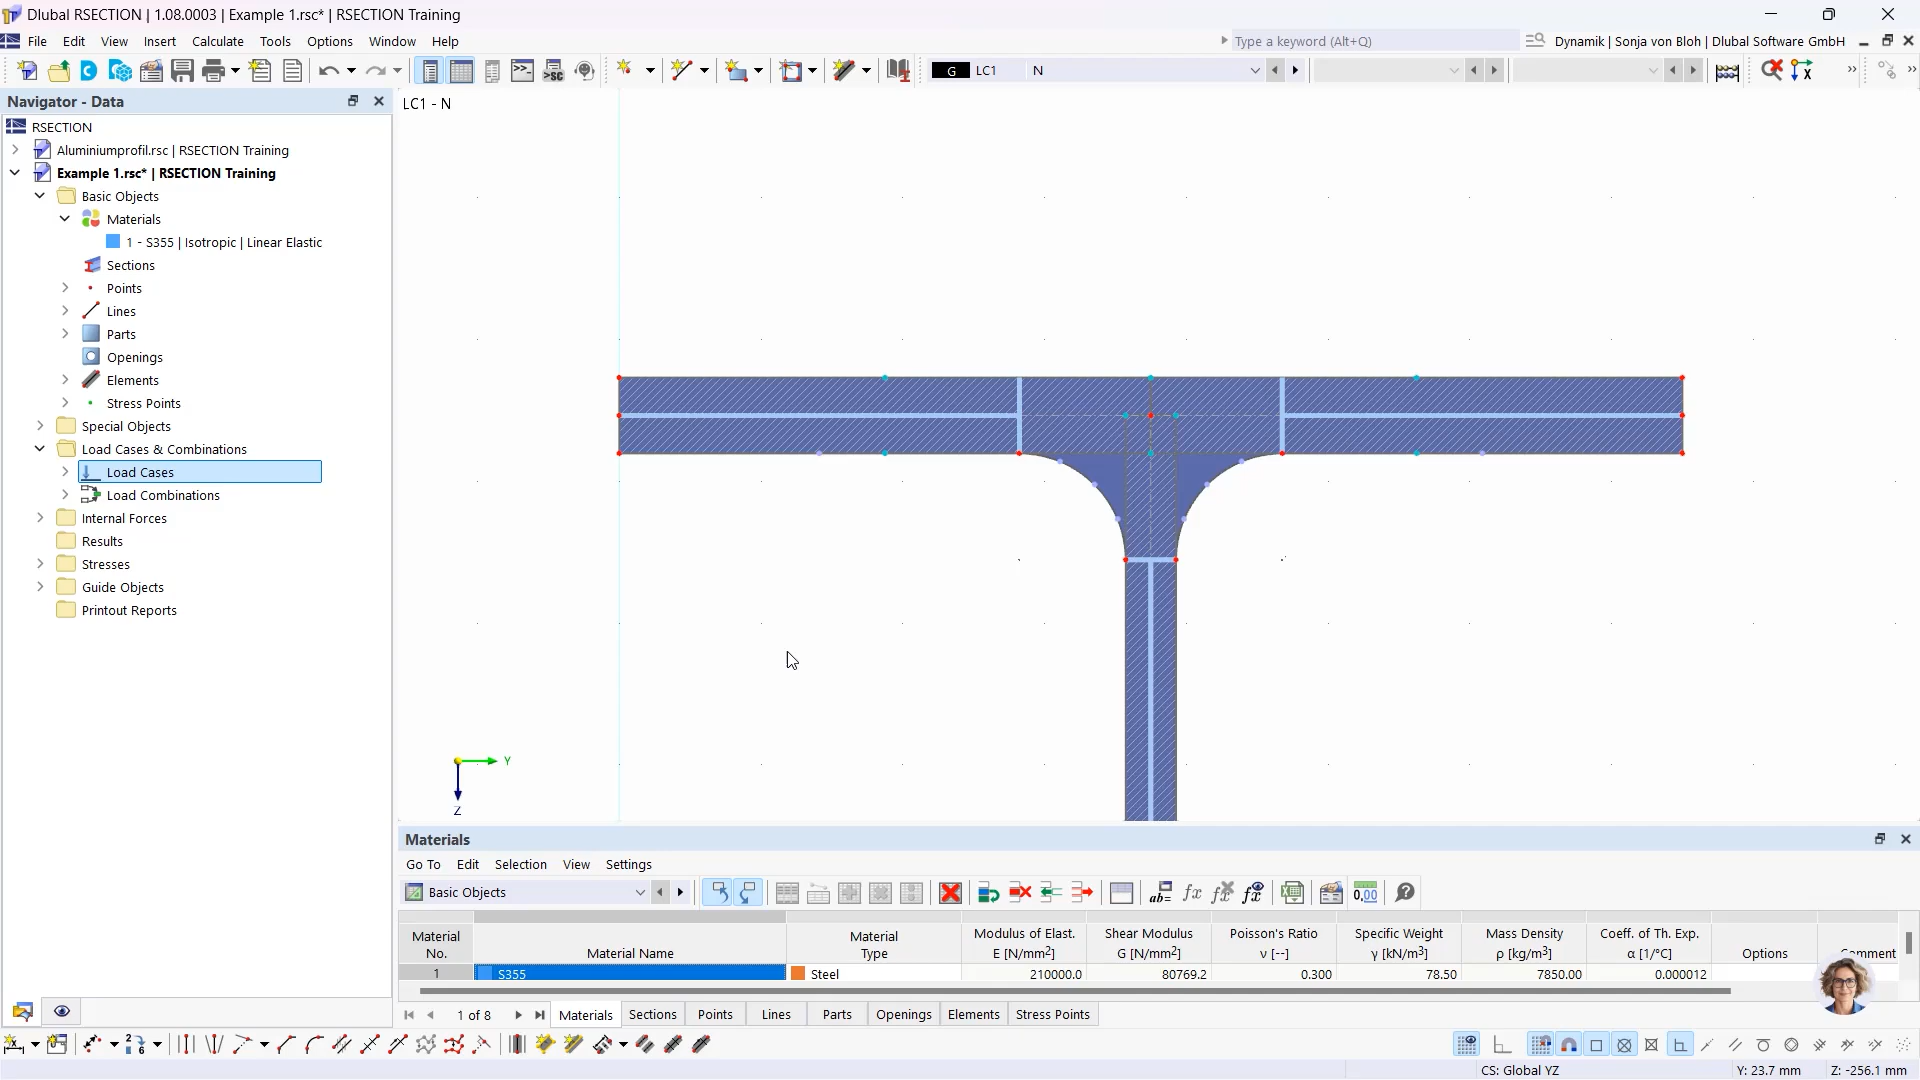 Dlubal RSECTION | 1.08.0003 | Example 1.rsc* | RSECTION Training
File Edit View Insert Calculate Tools Options Window Help
Type a keyword (Alt+Q)
Dynamik | Sonja von Bloh | Dlubal Software GmbH
G LC1 N
Navigator - Data
LC1 - N
RSECTION
Aluminiumprofil.rsc | RSECTION Training
Example 1.rsc* | RSECTION Training
Basic Objects
Materials
1 - S355 | Isotropic | Linear Elastic
Sections
Points
Lines
Parts
Openings
Elements
Stress Points
Special Objects
Load Cases & Combinations
Load Cases
Load Combinations
Internal Forces
Results
Stresses
Guide Objects
Printout Reports
Y
Z
Materials
Go To Edit Selection View Settings
Basic Objects
Material No.
Material Name
Material Type
Modulus of Elast. E [N/mm2]
Shear Modulus G [N/mm2]
Poisson's Ratio ν [--]
Specific Weight γ [kN/m3]
Mass Density ρ [kg/m3]
Coeff. of Th. Exp. α [1/°C]
Options
1 S355 Steel 210000.0 80769.2 0.300 78.50 7850.00 0.000012
1 of 8 Materials Sections Points Lines Parts Openings Elements Stress Points
CS: Global YZ Y: 23.7 mm Z: -256.1 mm